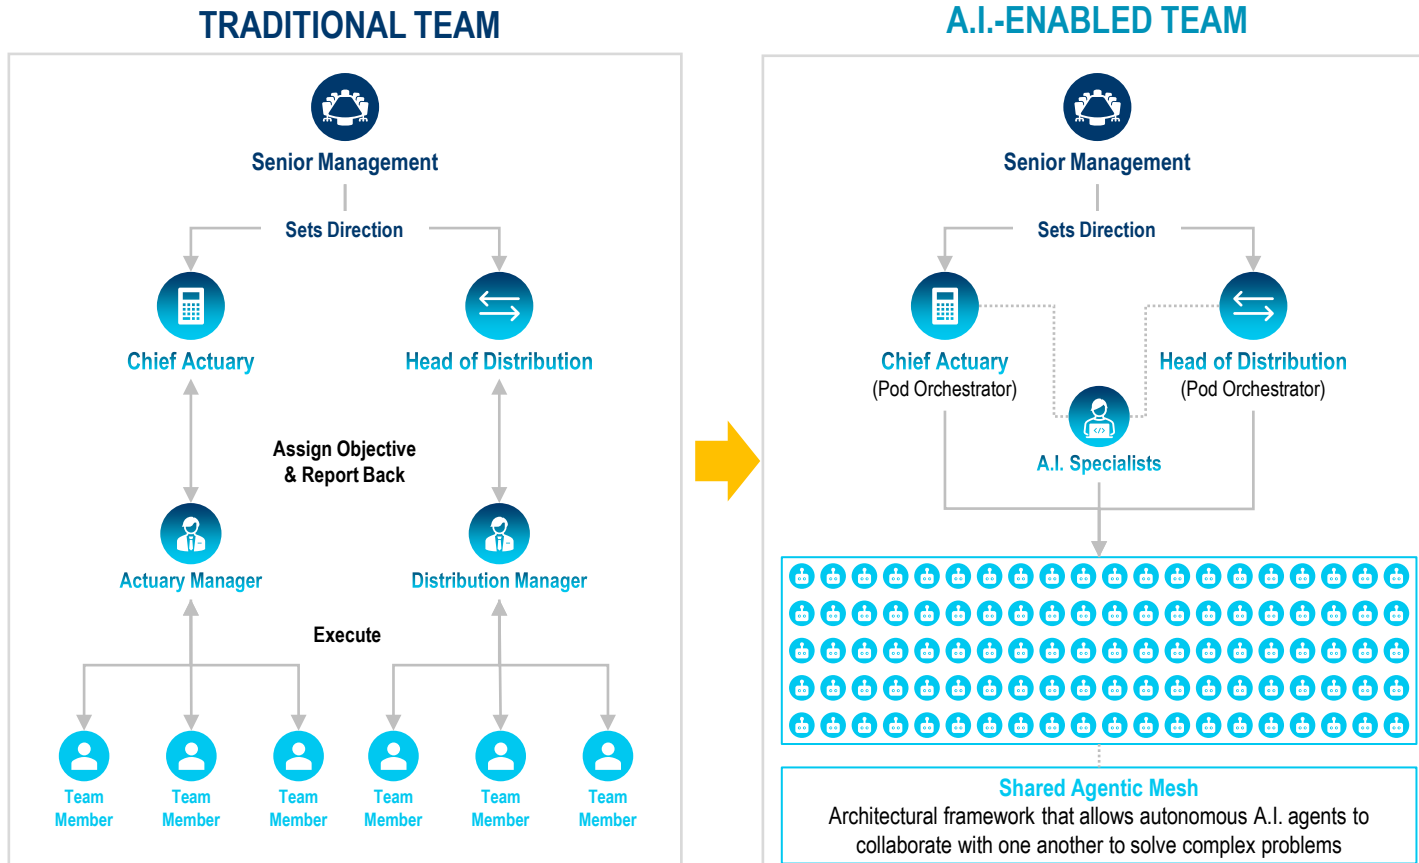 TRADITIONAL TEAM
Senior Management
Sets Direction
Chief Actuary
Head of Distribution
Assign Objective
& Report Back
Actuary Manager
Distribution Manager
Execute
Team
Member
Team
Member
Team
Member
Team
Member
Team
Member
Team
Member
A.I.-ENABLED TEAM
Senior Management
Sets Direction
Chief Actuary
(Pod Orchestrator)
Head of Distribution
(Pod Orchestrator)
A.I. Specialists
Shared Agentic Mesh
Architectural framework that allows autonomous A.I. agents to
collaborate with one another to solve complex problems